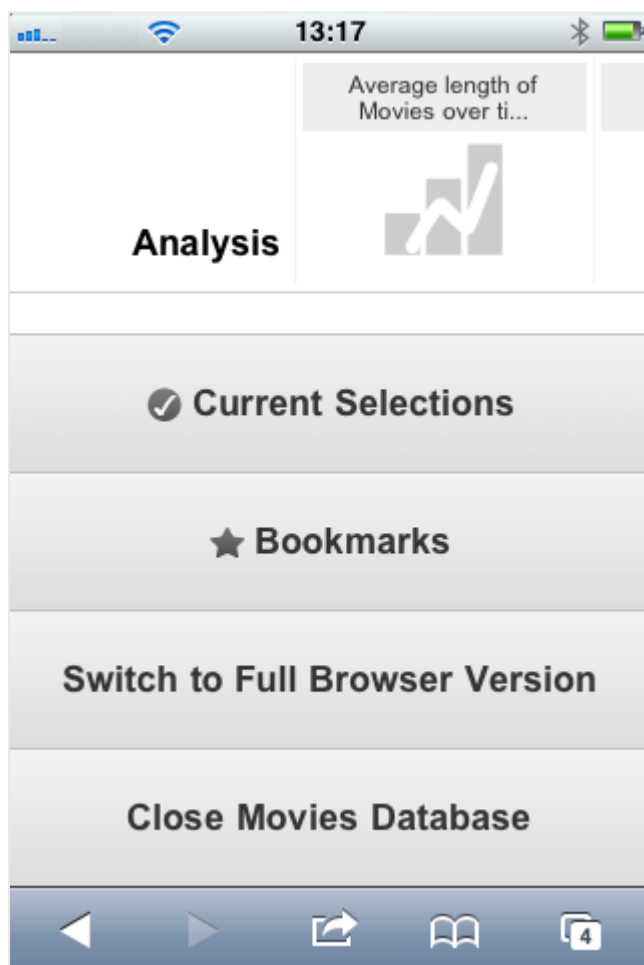 13:17
Average length of
Movies over ti...
Analysis
Current Selections
Bookmarks
Switch to Full Browser Version
Close Movies Database
4